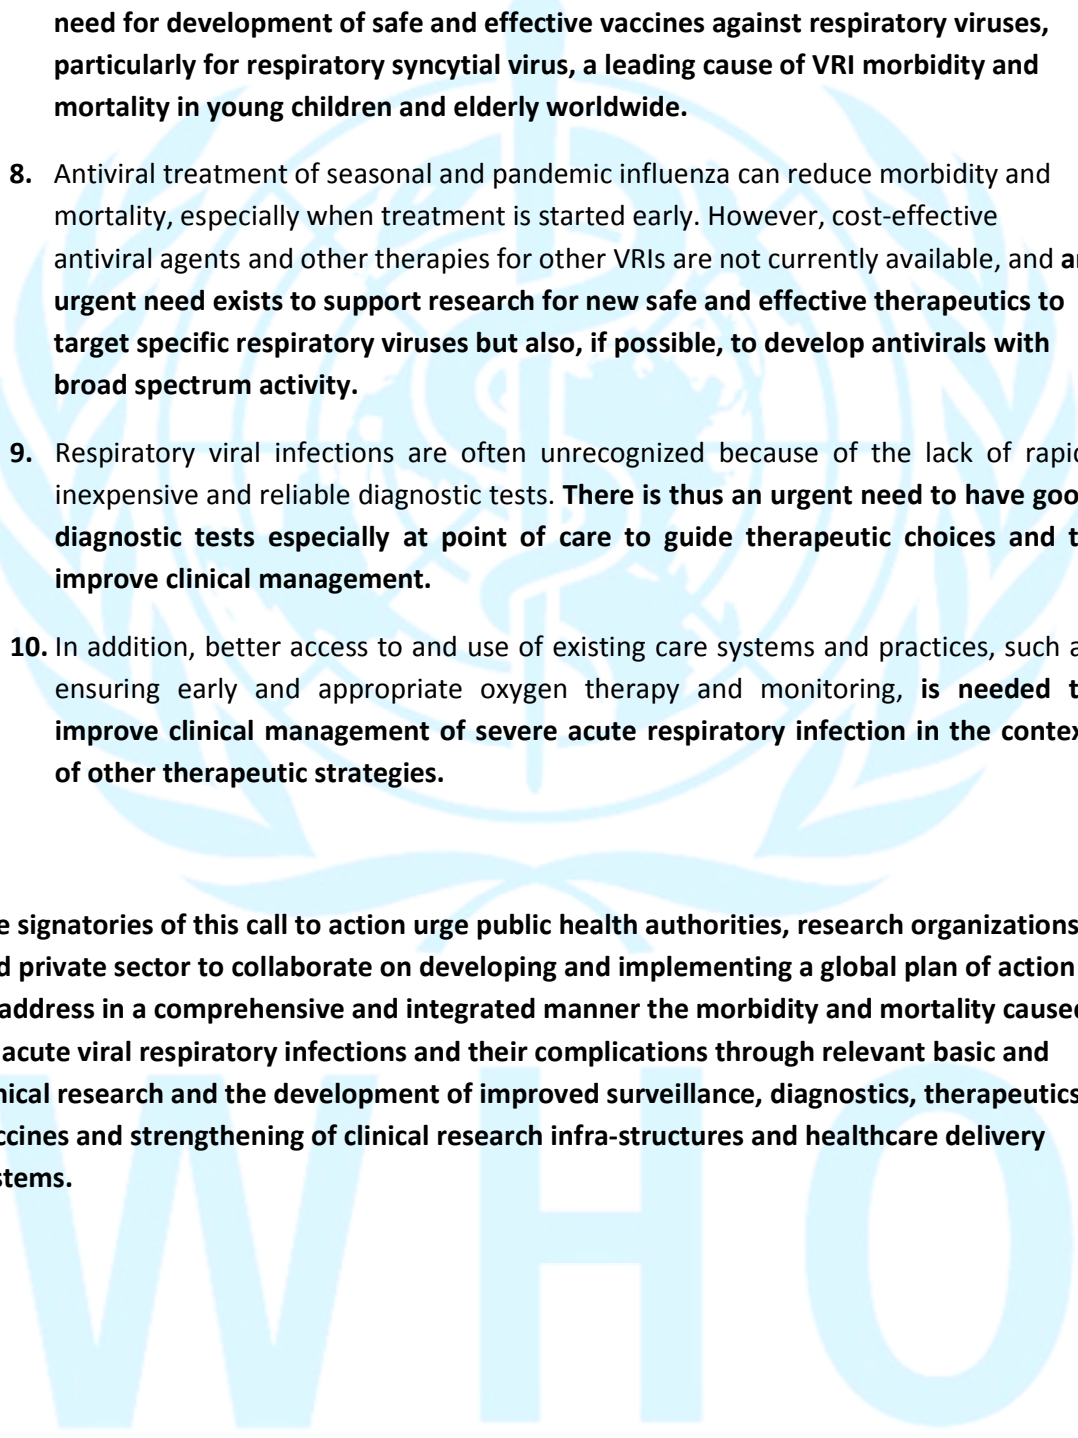 need for development of safe and effective vaccines against respiratory viruses,
particularly for respiratory syncytial virus, a leading cause of VRI morbidity and
mortality in young children and elderly worldwide.
8. Antiviral treatment of seasonal and pandemic influenza can reduce morbidity and
mortality, especially when treatment is started early. However, cost-effective
antiviral agents and other therapies for other VRIs are not currently available, and
urgent need exists to support research for new safe and effective therapeutics to
target specific respiratory viruses but also, if possible, to develop antivirals with
broad spectrum activity.
9. Respiratory viral infections are often unrecognized because of the lack of rapid
inexpensive and reliable diagnostic tests. There is thus an urgent need to have
diagnostic tests especially at point of care to guide therapeutic choices and
improve clinical management.
10. In addition, better access to and use of existing care systems and practices, such
ensuring early and appropriate oxygen therapy and monitoring, is needed
improve clinical management of severe acute respiratory infection in the
of other therapeutic strategies.
signatories of this call to action urge public health authorities, research organizations
private sector to collaborate on developing and implementing a global plan of action
address in a comprehensive and integrated manner the morbidity and mortality caused
acute viral respiratory infections and their complications through relevant basic and
research and the development of improved surveillance, diagnostics, therapeutics
and strengthening of clinical research infra-structures and healthcare delivery
WHO